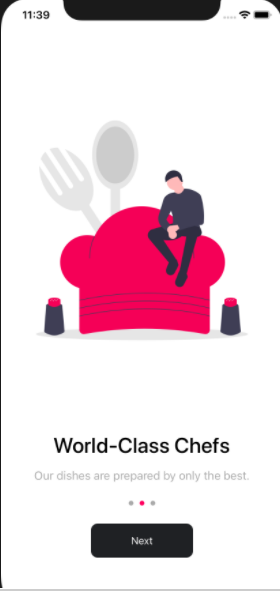 11:39
World-Class Chefs
Our dishes are prepared by only the best.
Next